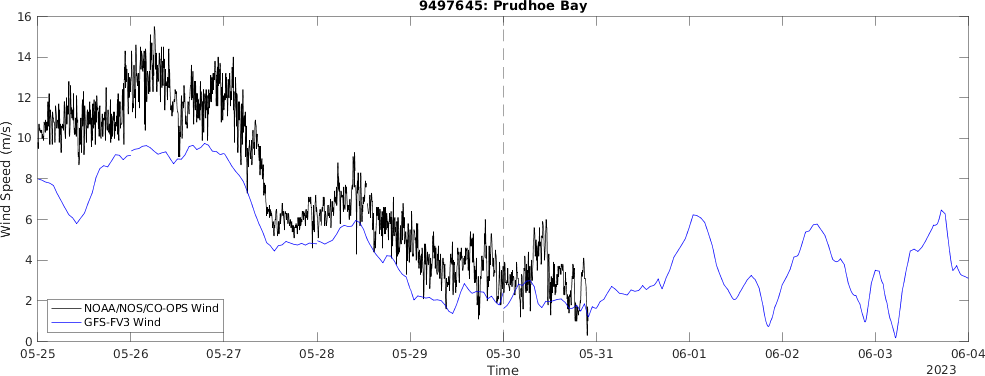 9497645: Prudhoe Bay
Wind Speed (m/s)
16
14
12
10
8
6
4
2
0
NOAA/NOS/CO-OPS Wind
GFS-FV3 Wind
05-25 05-26 05-27 05-28 05-29 05-30 05-31 06-01 06-02 06-03 06-04
Time
2023